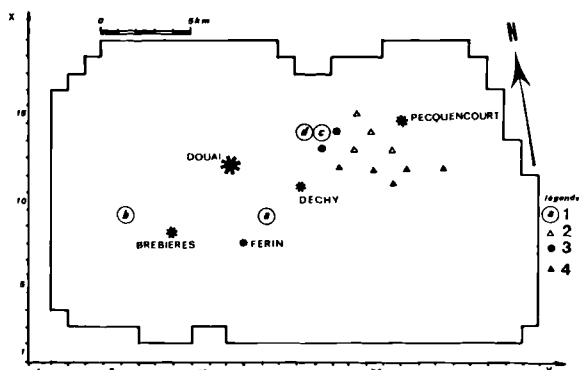 X
0 5km
N
15
d c
PECQUENCOURT
DOUAI
10
DECHY
légende
b
a
a 1
BREBIERES
FERIN
2
3
4
5
1